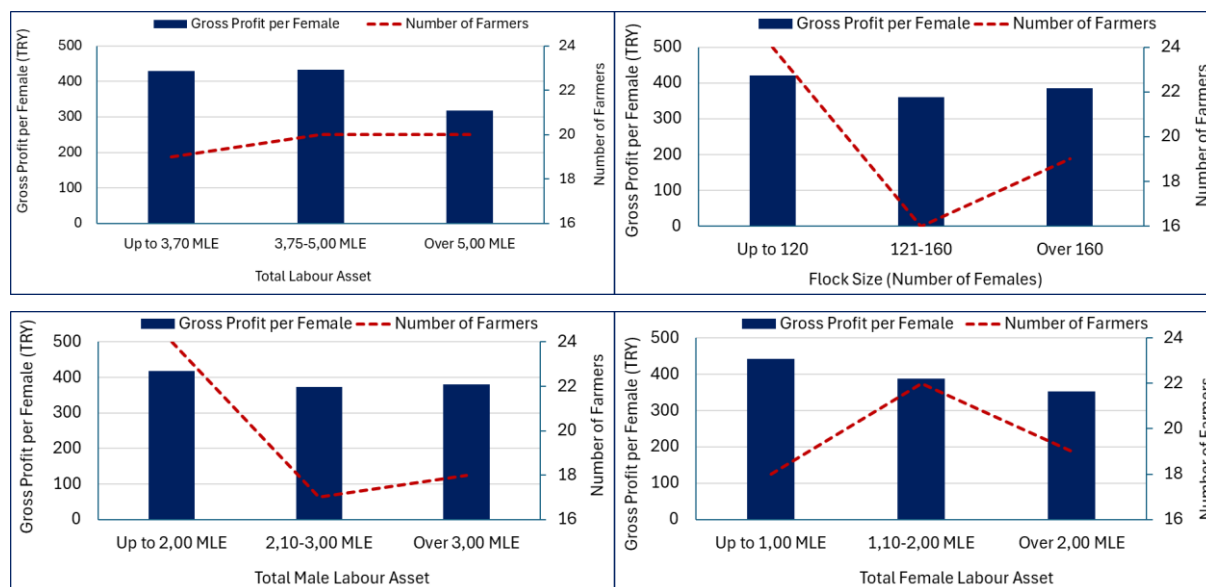 Gross Profit per Female Number of Farmers
Gross Profit per Female (TRY)
500
400
300
200
100
0
24
22
20
18
16
Number of Farmers
Up to 3,70 MLE 3,75-5,00 MLE Over 5,00 MLE
Total Labour Asset
Gross Profit per Female Number of Farmers
Gross Profit per Female (TRY)
500
400
300
200
100
0
24
22
20
18
16
Number of Farmers
Up to 120 121-160 Over 160
Flock Size (Number of Females)
Gross Profit per Female Number of Farmers
Gross Profit per Female (TRY)
500
400
300
200
100
0
24
22
20
18
16
Number of Farmers
Up to 2,00 MLE 2,10-3,00 MLE Over 3,00 MLE
Total Male Labour Asset
Gross Profit per Female Number of Farmers
Gross Profit per Female (TRY)
500
400
300
200
100
0
24
22
20
18
16
Number of Farmers
Up to 1,00 MLE 1,10-2,00 MLE Over 2,00 MLE
Total Female Labour Asset